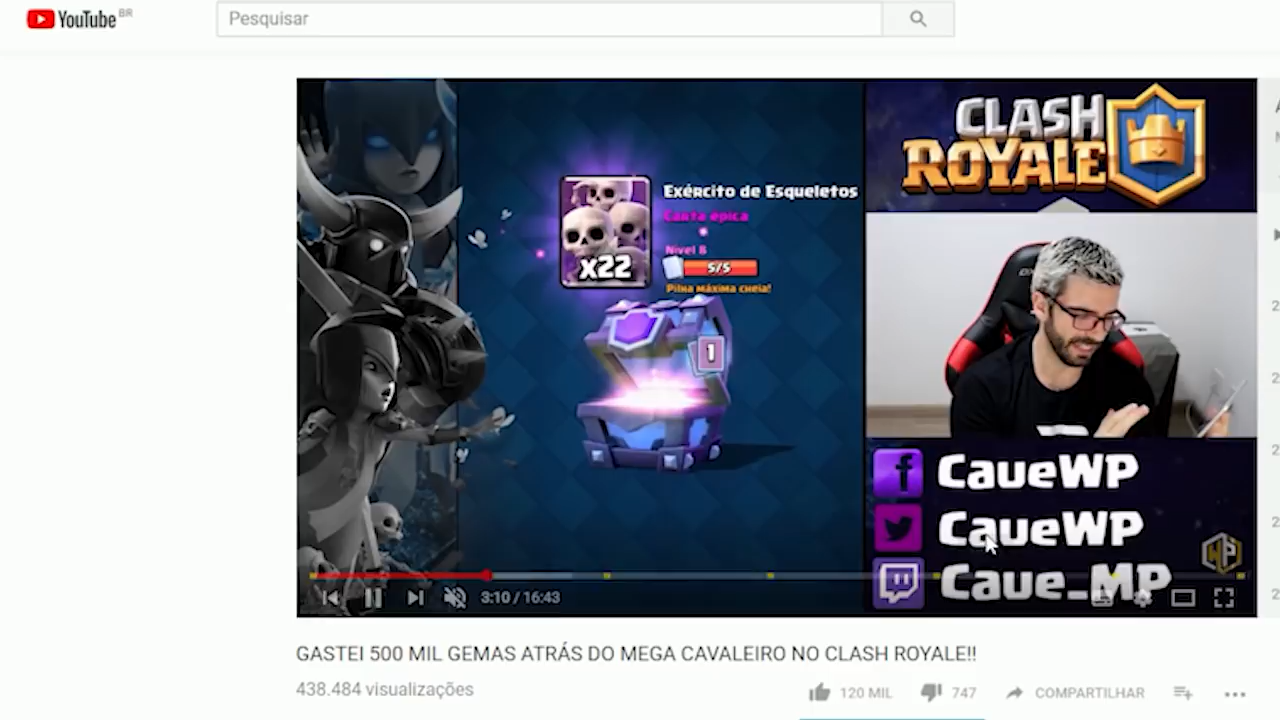 YouTube BR
Pesquisar
CLASH
ROYALE
Exército de Esqueletos
Carta épica
Nível 8
5/5
Pilha máxima cheia!
x22
1
CaueWP
CaueWP
Caue_MP
3:10 / 16:43
GASTEI 500 MIL GEMAS ATRÁS DO MEGA CAVALEIRO NO CLASH ROYALE!!
438.484 visualizações
120 MIL
747
COMPARTILHAR